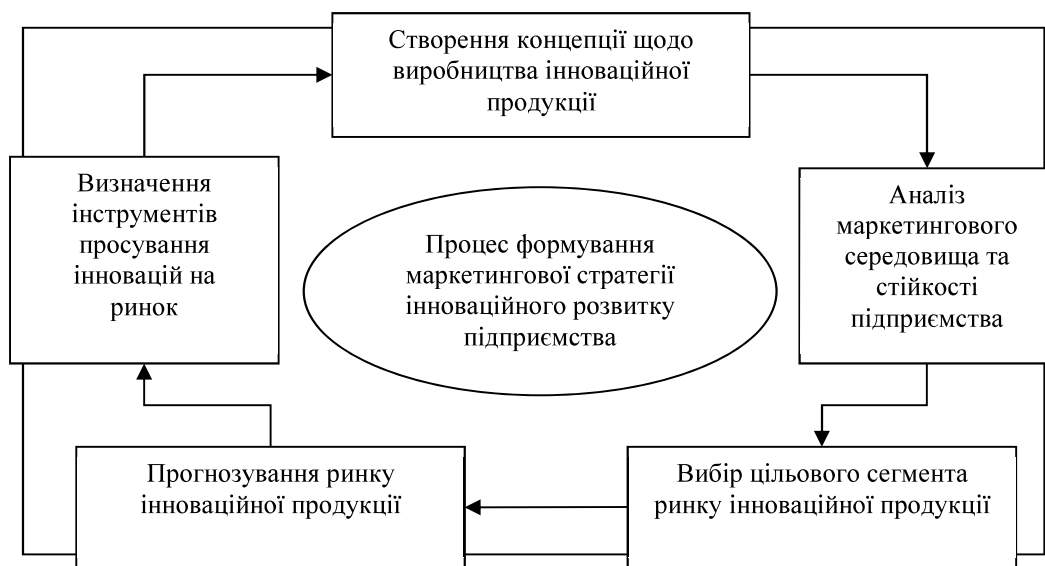 Створення концепції щодо
виробництва інноваційної
продукції
Визначення
інструментів
просування
інновацій на
ринок
Процес формування
маркетингової стратегії
інноваційного розвитку
підприємства
Аналіз
маркетингового
середовища та
стійкості
підприємства
Прогнозування ринку
інноваційної продукції
Вибір цільового сегмента
ринку інноваційної продукції